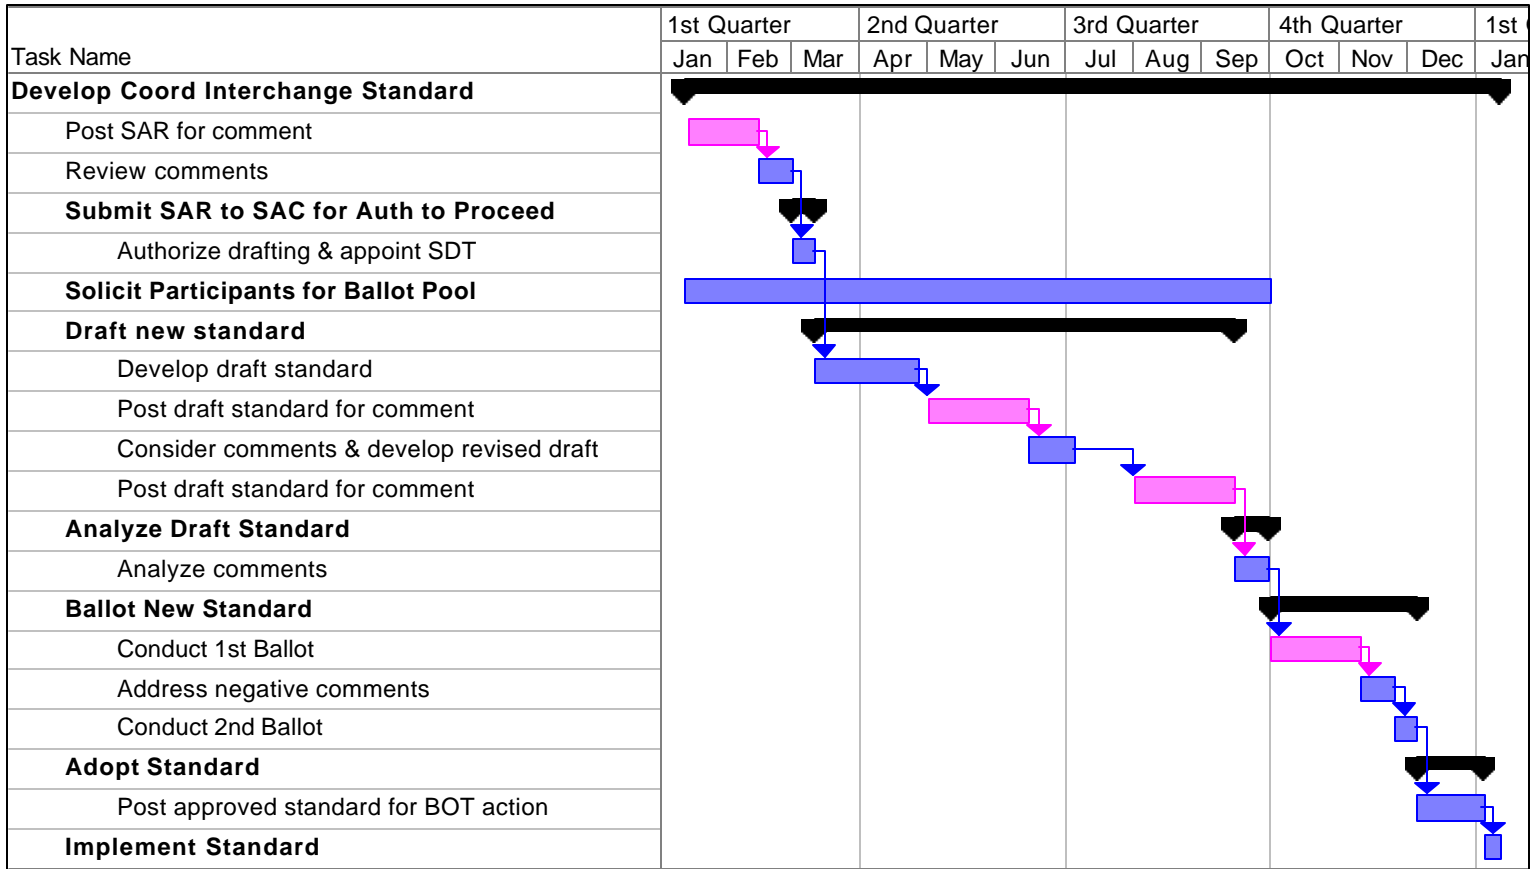 1st Quarter 2nd Quarter 3rd Quarter 4th Quarter 1st
Task Name Jan Feb Mar Apr May Jun Jul Aug Sep Oct Nov Dec Jan
Develop Coord Interchange Standard
Post SAR for comment
Review comments
Submit SAR to SAC for Auth to Proceed
Authorize drafting & appoint SDT
Solicit Participants for Ballot Pool
Draft new standard
Develop draft standard
Post draft standard for comment
Consider comments & develop revised draft
Post draft standard for comment
Analyze Draft Standard
Analyze comments
Ballot New Standard
Conduct 1st Ballot
Address negative comments
Conduct 2nd Ballot
Adopt Standard
Post approved standard for BOT action
Implement Standard